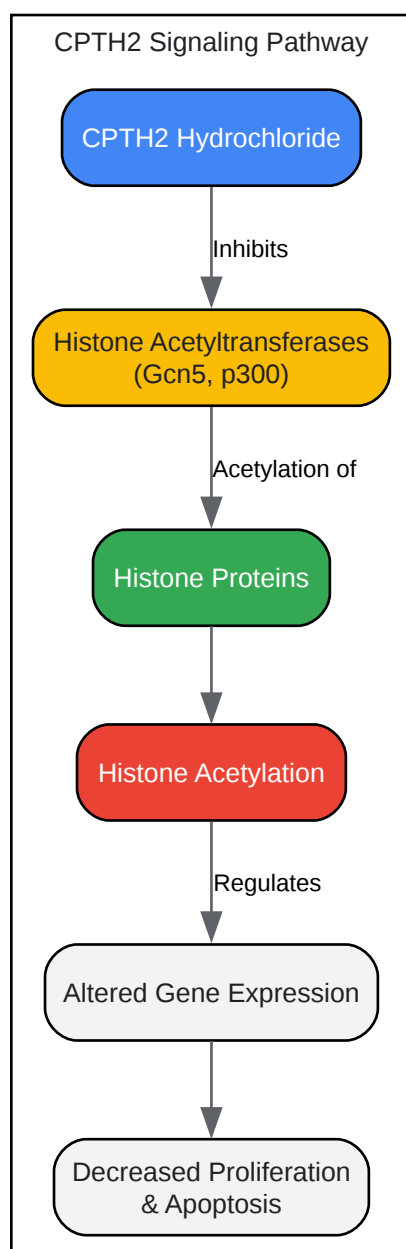 CPTH2 Signaling Pathway
CPTH2 Hydrochloride
Inhibits
Histone Acetyltransferases
(Gcn5, p300)
Acetylation of
Histone Proteins
Histone Acetylation
Regulates
Altered Gene Expression
Decreased Proliferation
& Apoptosis